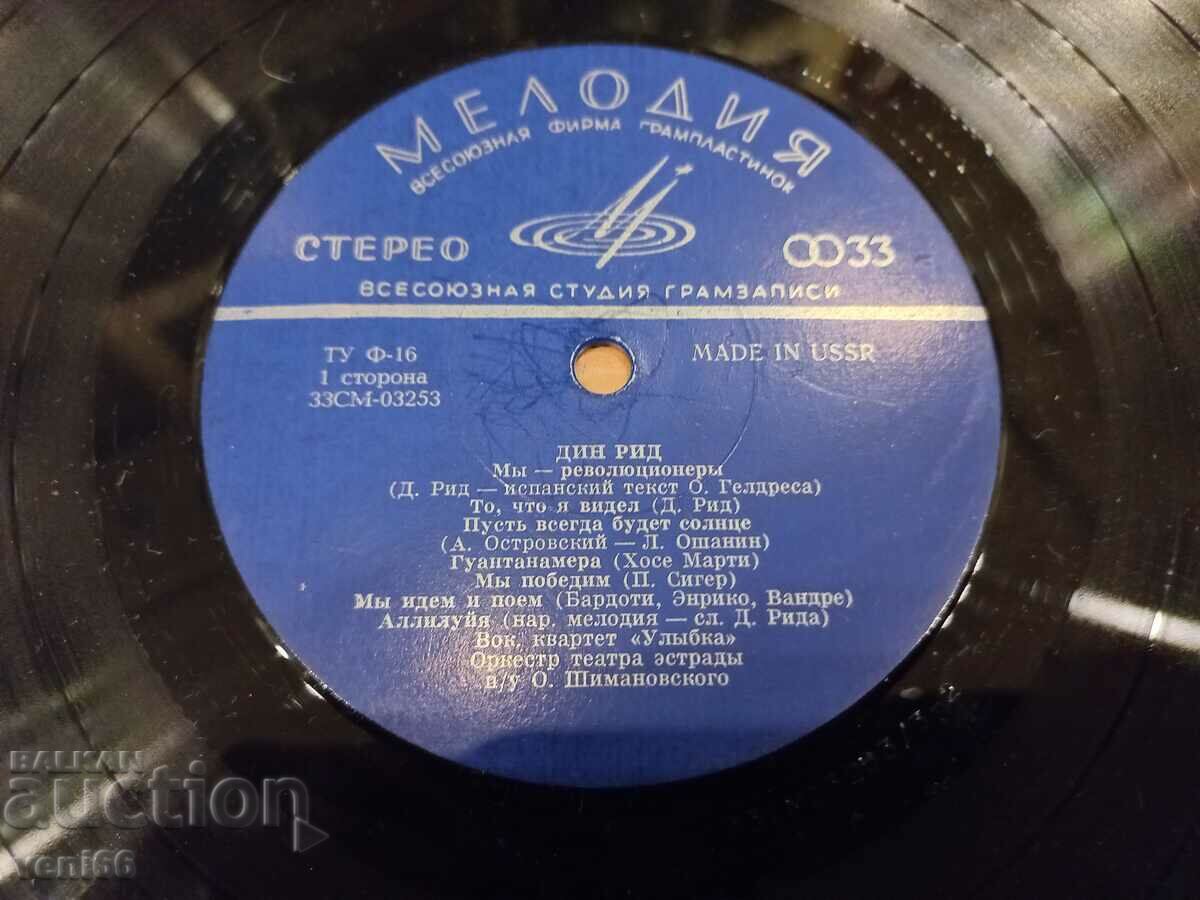 МЕЛОДИЯ
ВСЕСОЮЗНАЯ ФИРМА ГРАМПЛАСТИНОК
СТЕРЕО
33
ВСЕСОЮЗНАЯ СТУДИЯ ГРАМЗАПИСИ
ТУ Ф-16
MADE IN USSR
1 сторона
33СМ-03253
ДИН РИД
Мы — революционеры
(Д. Рид — испанский текст О. Гелдреса)
То, что я видел (Д. Рид)
Пусть всегда будет солнце
(А. Островский — Л. Ошанин)
Гуантанамера (Хосе Марти)
Мы победим (П. Сигер)
Мы идем и поем (Бардоти, Энрико, Вандре)
Аллилуйя (нар. мелодия — сл. Д. Рида)
Вок. квартет «Улыбка»
Оркестр театра эстрады
п/у О. Шимановского
BALKAN
auction
yeni66